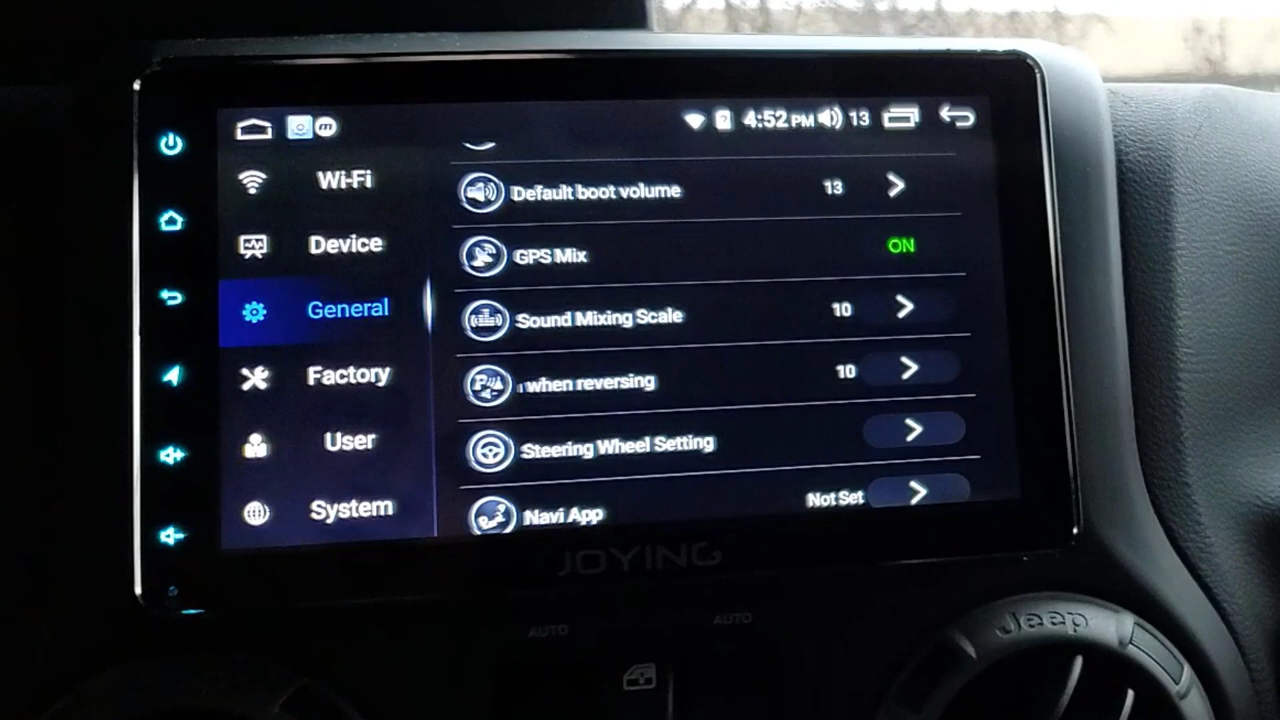 4:52 PM 13
Wi-Fi
Device
General
Factory
User
System
Default boot volume 13
GPS Mix ON
Sound Mixing Scale 10
when reversing 10
Steering Wheel Setting
Navi App Not Set
JOYING
AUTO AUTO
Jeep